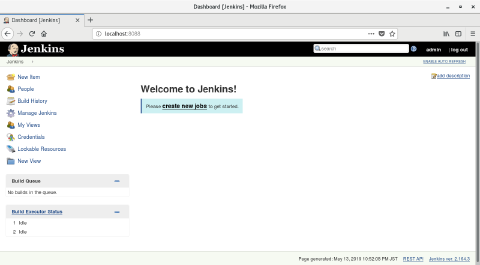 Dashboard [Jenkins] - Mozilla Firefox
Dashboard [Jenkins]
localhost:8083
Jenkins
search
admin
log out
Jenkins
ENABLE AUTO REFRESH
New Item
People
Build History
Manage Jenkins
My Views
Credentials
Lockable Resources
New View
add description
Welcome to Jenkins!
Please create new jobs to get started.
Build Queue
No builds in the queue.
Build Executor Status
1 Idle
2 Idle
Page generated: May 13, 2019 10:52:05 PM JST
REST API
Jenkins ver. 2.164.3